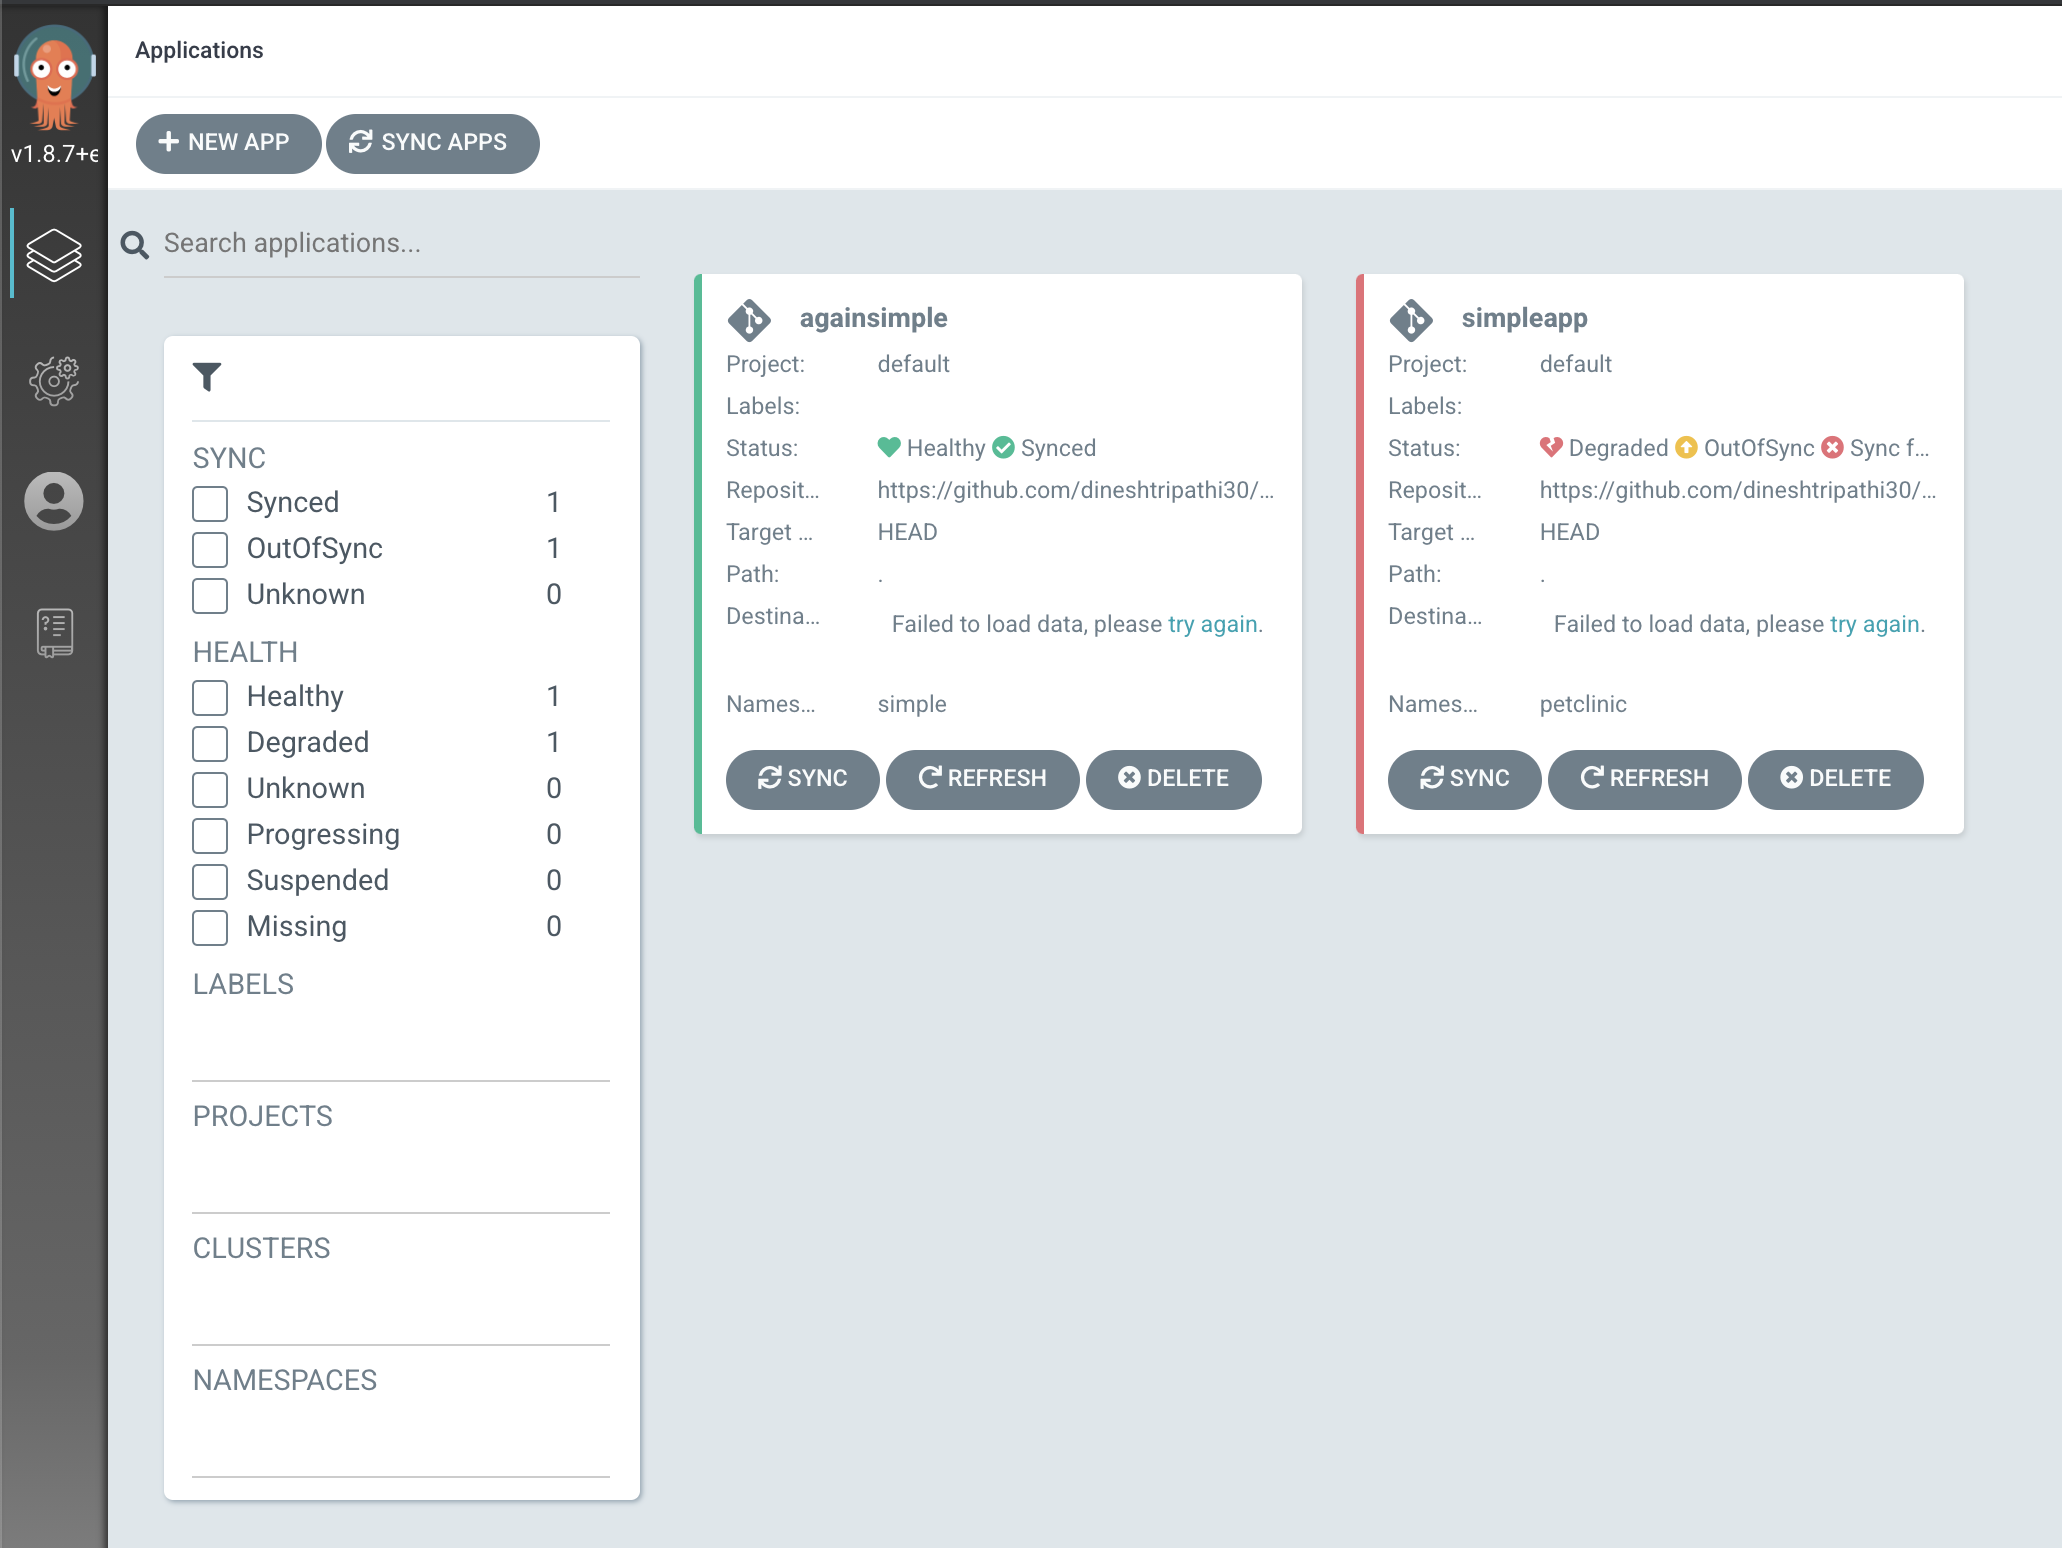 v1.8.7+e
Applications
NEW APP
SYNC APPS
Search applications...
SYNC
Synced 1
OutOfSync 1
Unknown 0
HEALTH
Healthy 1
Degraded 1
Unknown 0
Progressing 0
Suspended 0
Missing 0
LABELS
PROJECTS
CLUSTERS
NAMESPACES
againsimple
Project: default
Labels:
Status: Healthy Synced
Reposit... https://github.com/dineshtripathi30/...
Target ... HEAD
Path: .
Destina... Failed to load data, please try again.
Names... simple
SYNC REFRESH DELETE
simpleapp
Project: default
Labels:
Status: Degraded OutOfSync Sync f...
Reposit... https://github.com/dineshtripathi30/...
Target ... HEAD
Path: .
Destina... Failed to load data, please try again.
Names... petclinic
SYNC REFRESH DELETE